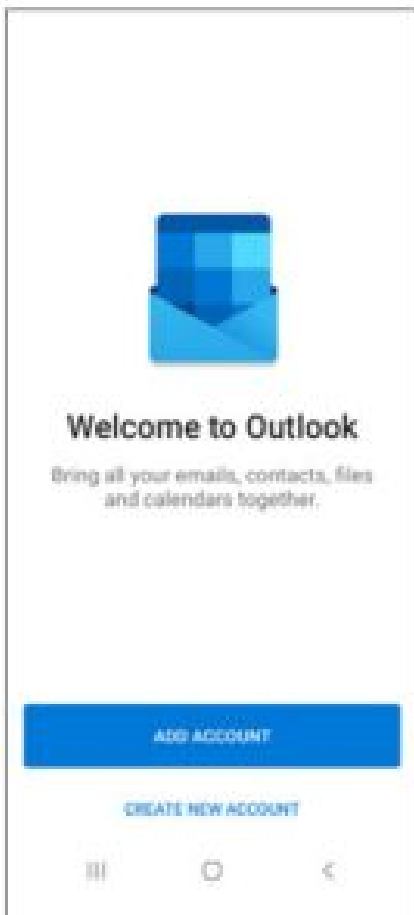 Welcome to Outlook
Bring all your emails, contacts, files
and calendars together.
ADD ACCOUNT
CREATE NEW ACCOUNT